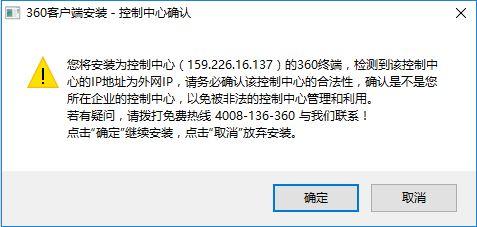 360客户端安装 - 控制中心确认
您将安装为控制中心（159.226.16.137）的360终端，检测到该控制中
心的IP地址为外网IP，请务必确认该控制中心的合法性，确认是不是您
所在企业的控制中心，以免被非法的控制中心管理和利用。
若有疑问，请拨打免费热线 4008-136-360 与我们联系！
点击“确定”继续安装，点击“取消”放弃安装。
确定
取消